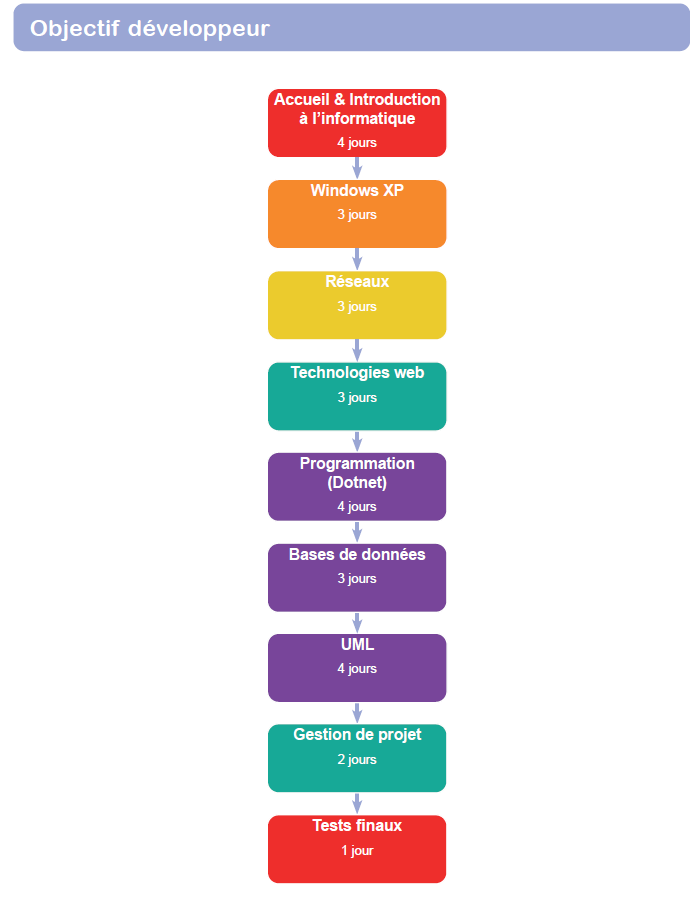 Objectif développeur
Accueil & Introduction
à l’informatique
4 jours
Windows XP
3 jours
Réseaux
3 jours
Technologies web
3 jours
Programmation
(Dotnet)
4 jours
Bases de données
3 jours
UML
4 jours
Gestion de projet
2 jours
Tests finaux
1 jour